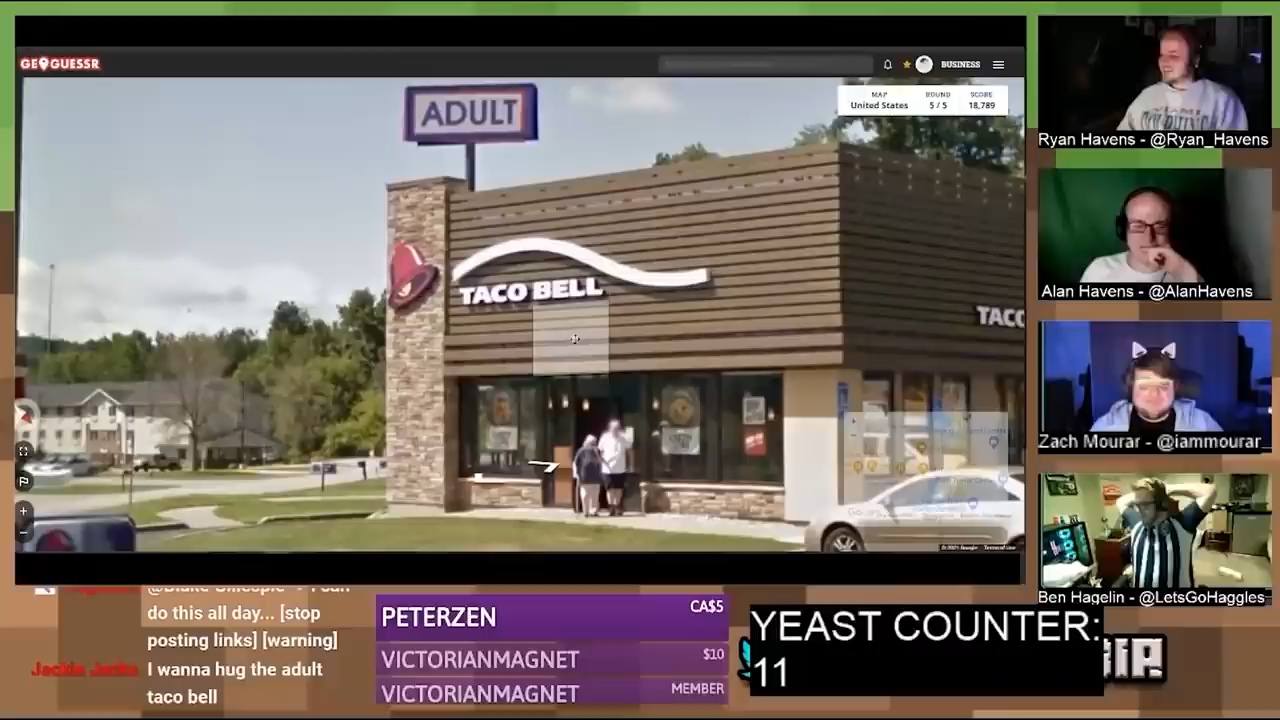 GEOGUESSR
BUSINESS
MAP
United States
ROUND
5 / 5
SCORE
18,789
ADULT
TACO BELL
TACO
Ryan Havens - @Ryan_Havens
Alan Havens - @AlanHavens
Zach Mourar - @iammourar_
Ben Hagelin - @LetsGoHaggles
do this all day... [stop
posting links] [warning]
Jackie Jacks I wanna hug the adult
taco bell
PETERZEN CA$5
VICTORIANMAGNET $10
VICTORIANMAGNET MEMBER
YEAST COUNTER:
11